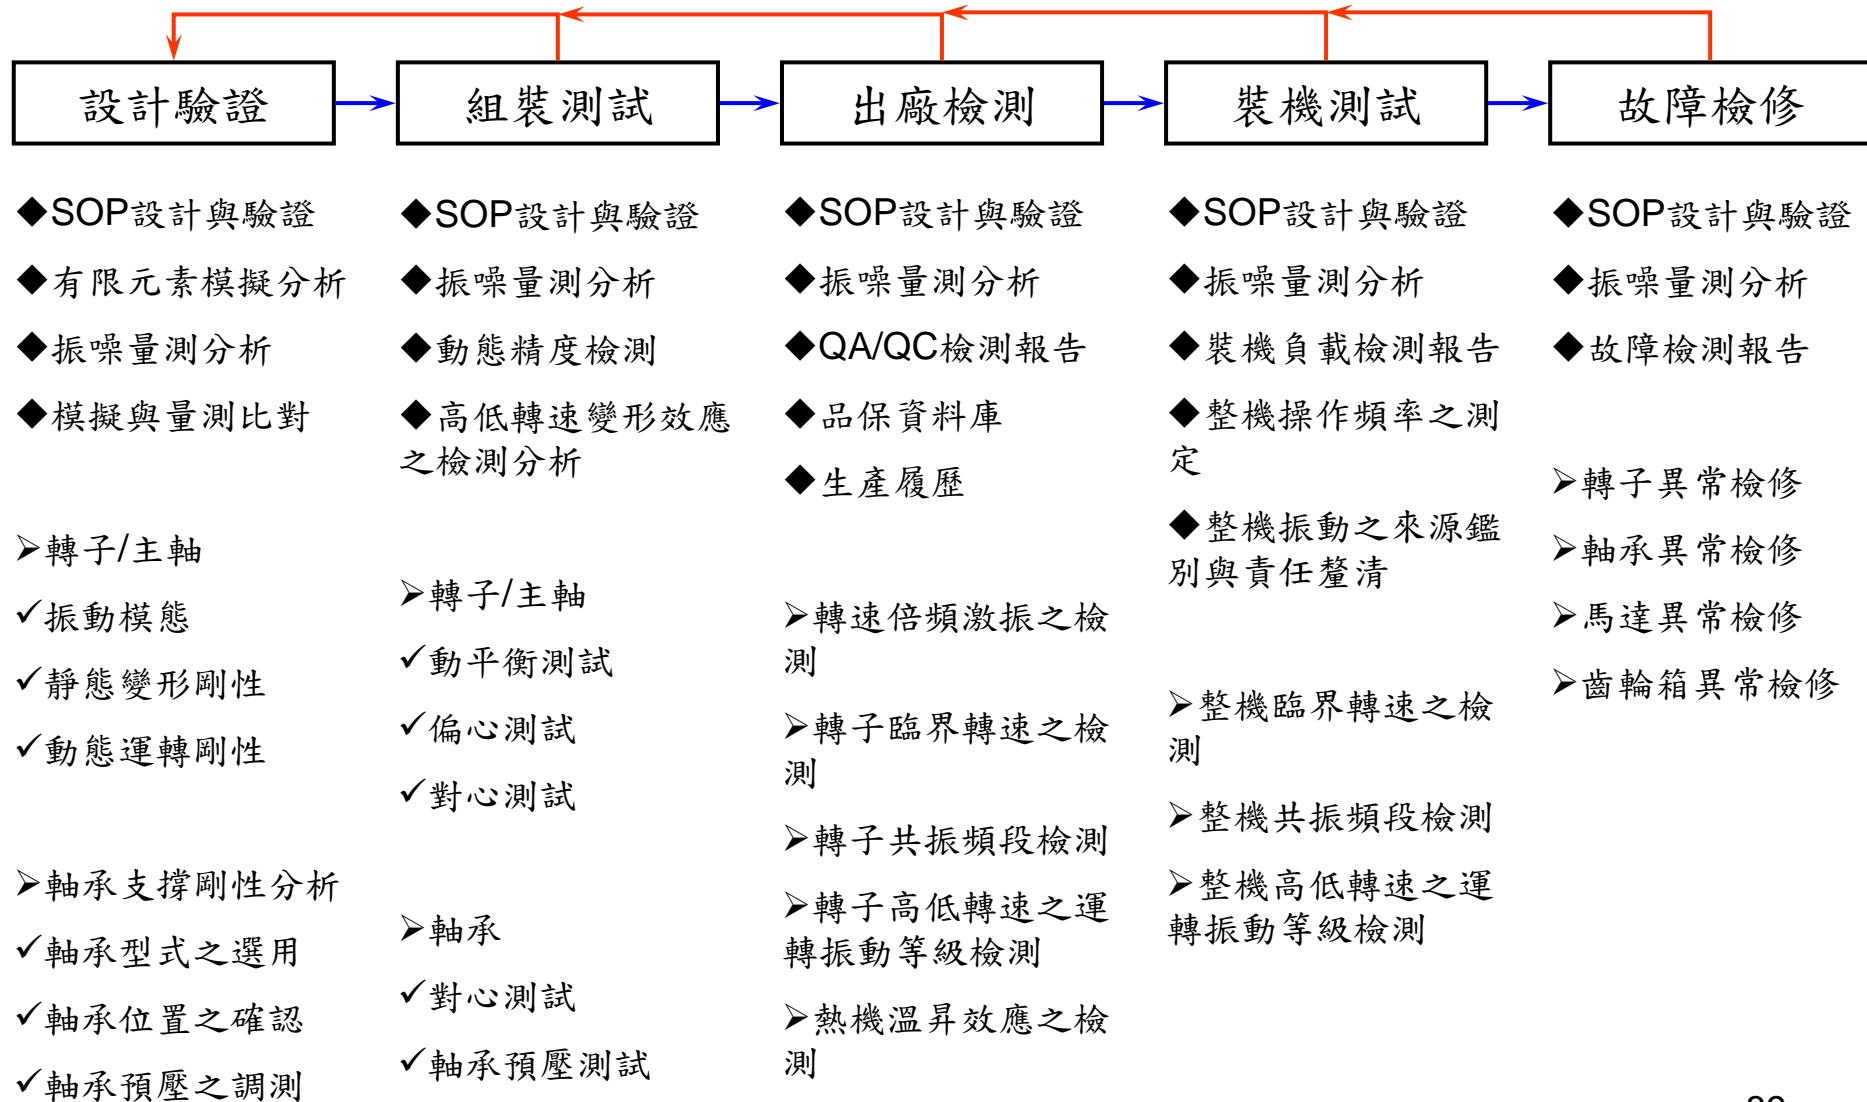 設計驗證
組裝測試
出廠檢測
裝機測試
故障檢修
◆SOP設計與驗證
◆有限元素模擬分析
◆振噪量測分析
◆模擬與量測比對
➢轉子/主軸
✓振動模態
✓靜態變形剛性
✓動態運轉剛性
➢軸承支撐剛性分析
✓軸承型式之選用
✓軸承位置之確認
✓軸承預壓之調測
◆SOP設計與驗證
◆振噪量測分析
◆動態精度檢測
◆高低轉速變形效應
之檢測分析
➢轉子/主軸
✓動平衡測試
✓偏心測試
✓對心測試
➢軸承
✓對心測試
✓軸承預壓測試
◆SOP設計與驗證
◆振噪量測分析
◆QA/QC檢測報告
◆品保資料庫
◆生產履歷
➢轉速倍頻激振之檢
測
➢轉子臨界轉速之檢
測
➢轉子共振頻段檢測
➢轉子高低轉速之運
轉振動等級檢測
➢熱機溫昇效應之檢
測
◆SOP設計與驗證
◆振噪量測分析
◆裝機負載檢測報告
◆整機操作頻率之測
定
◆整機振動之來源鑑
別與責任釐清
➢整機臨界轉速之檢
測
➢整機共振頻段檢測
➢整機高低轉速之運
轉振動等級檢測
◆SOP設計與驗證
◆振噪量測分析
◆故障檢測報告
➢轉子異常檢修
➢軸承異常檢修
➢馬達異常檢修
➢齒輪箱異常檢修